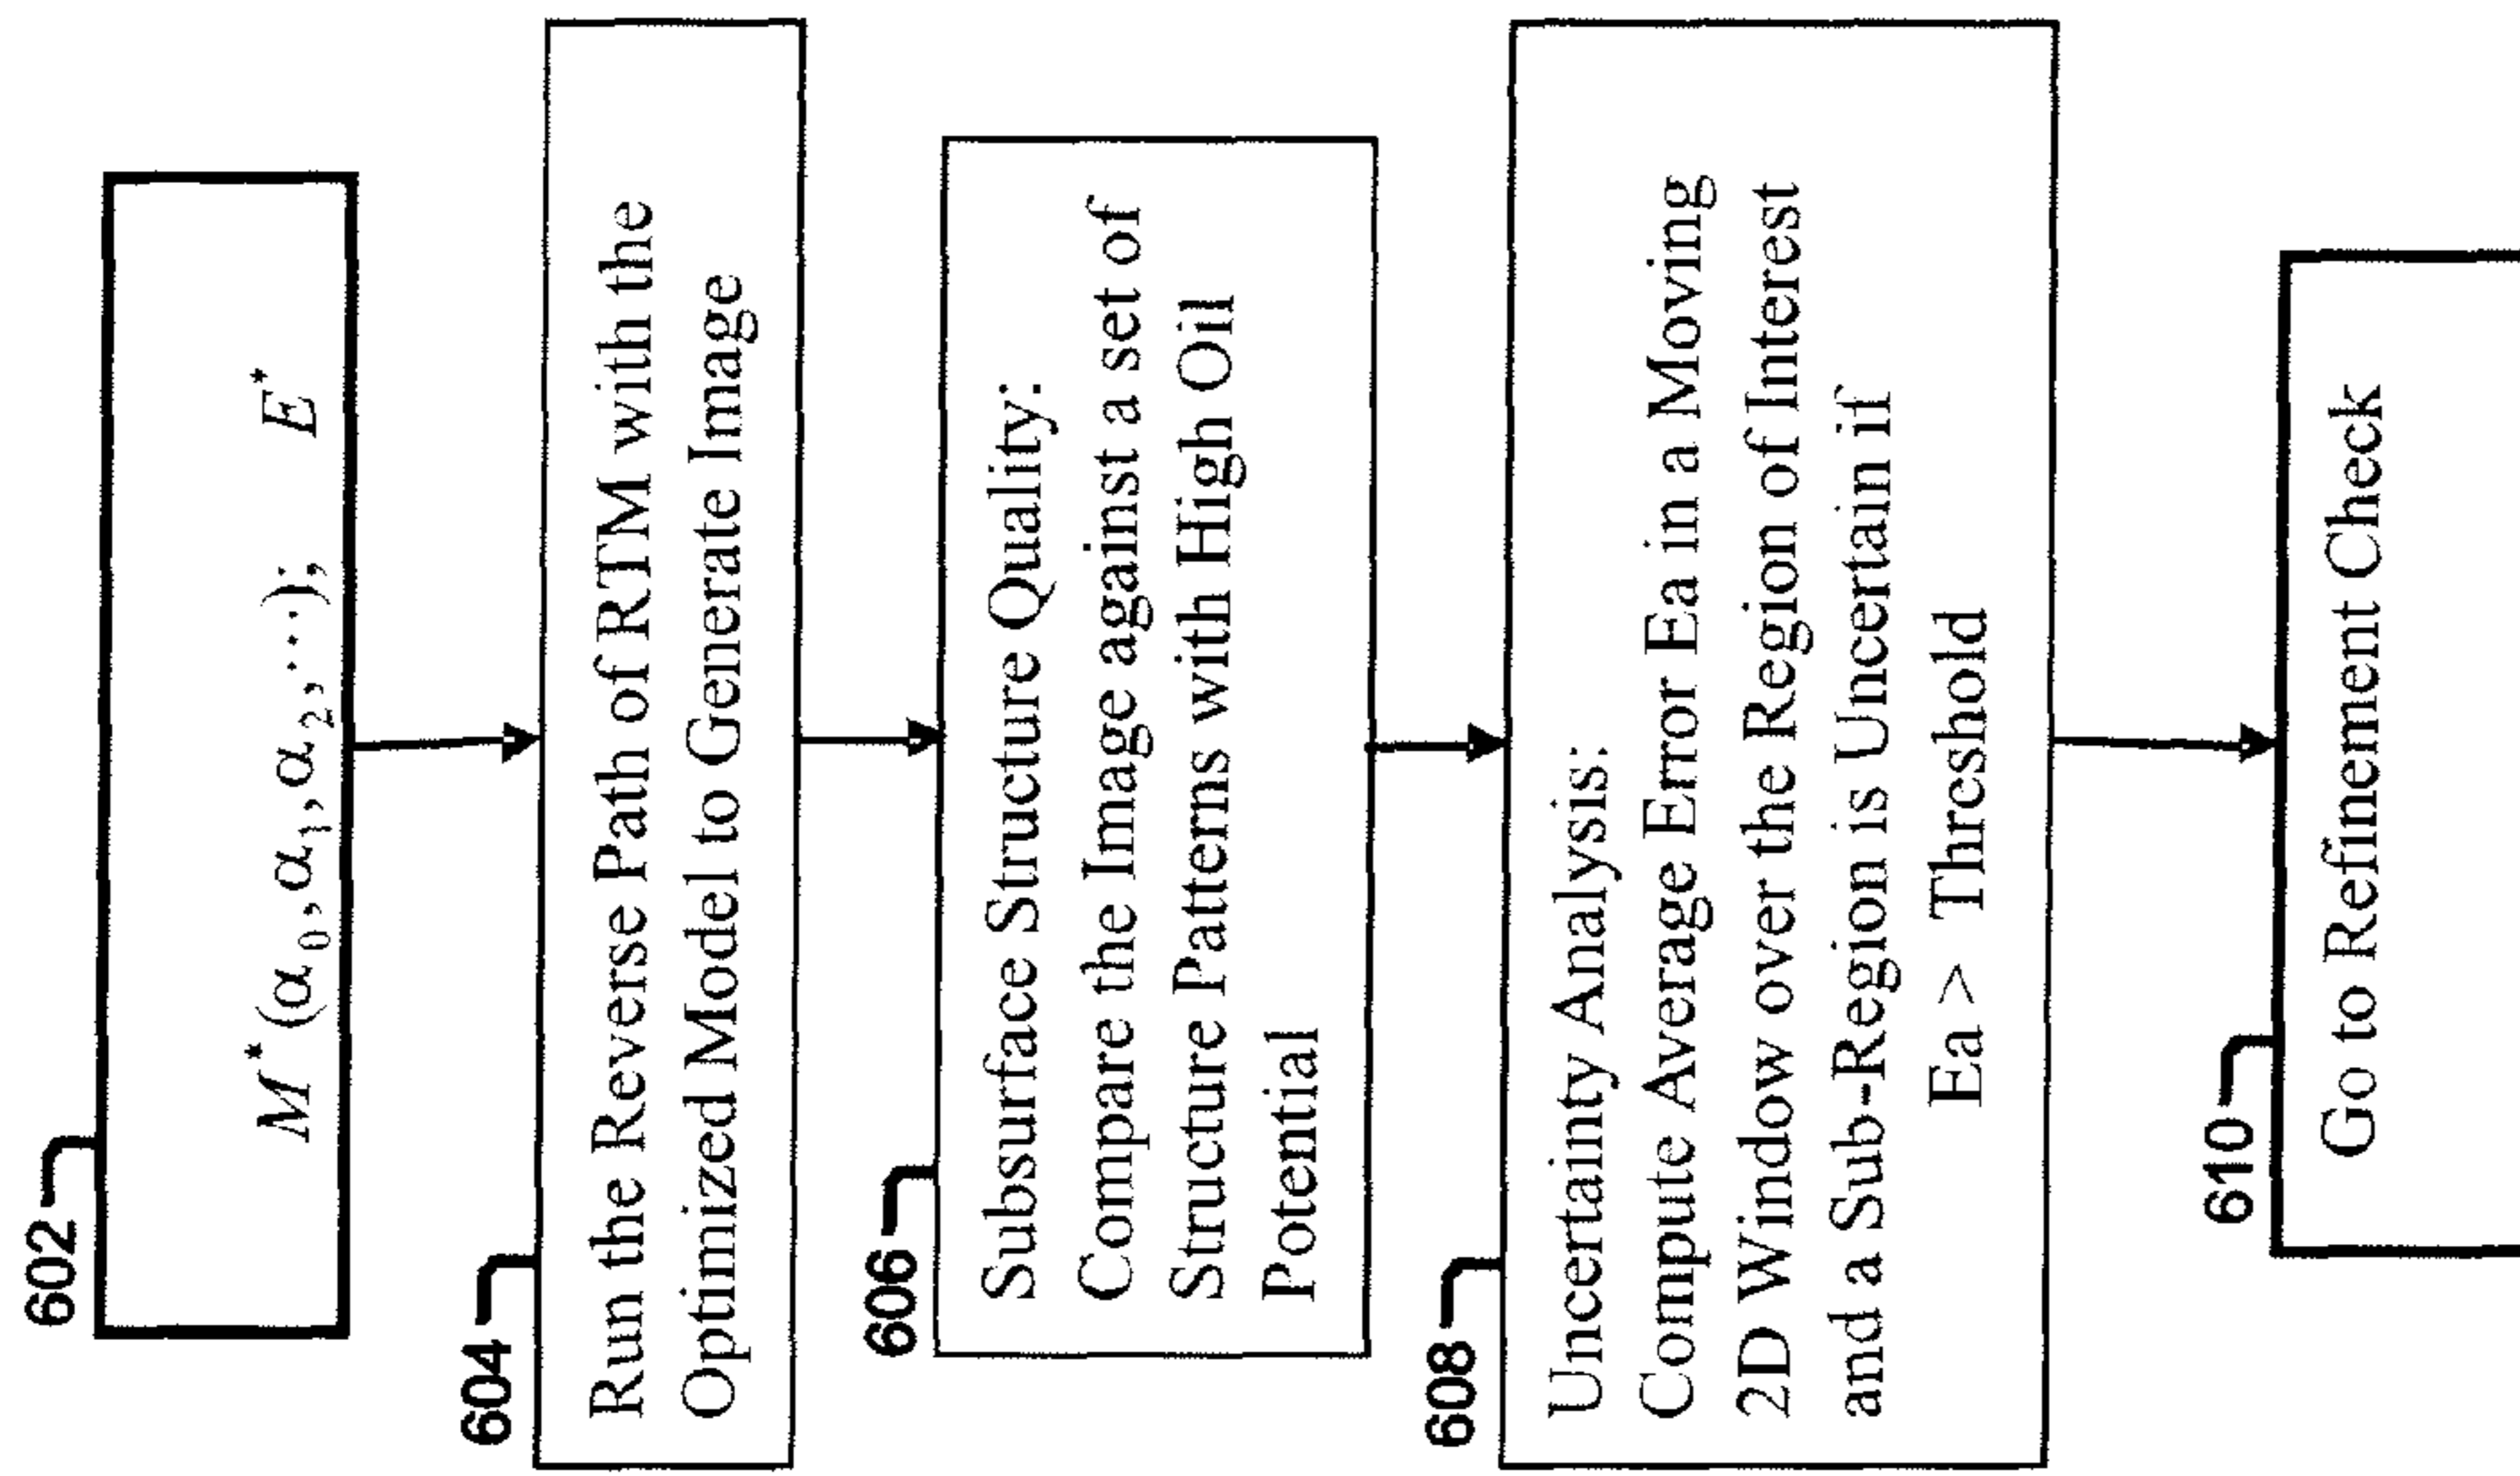 602
M*(α0,α1,α2,···); E*
604
Run the Reverse Path of RTM with the
Optimized Model to Generate Image
606
Subsurface Structure Quality:
Compare the Image against a set of
Structure Patterns with High Oil
Potential
608
Uncertainty Analysis:
Compute Average Error Ea in a Moving
2D Window over the Region of Interest
and a Sub-Region is Uncertain if
Ea > Threshold
610
Go to Refinement Check